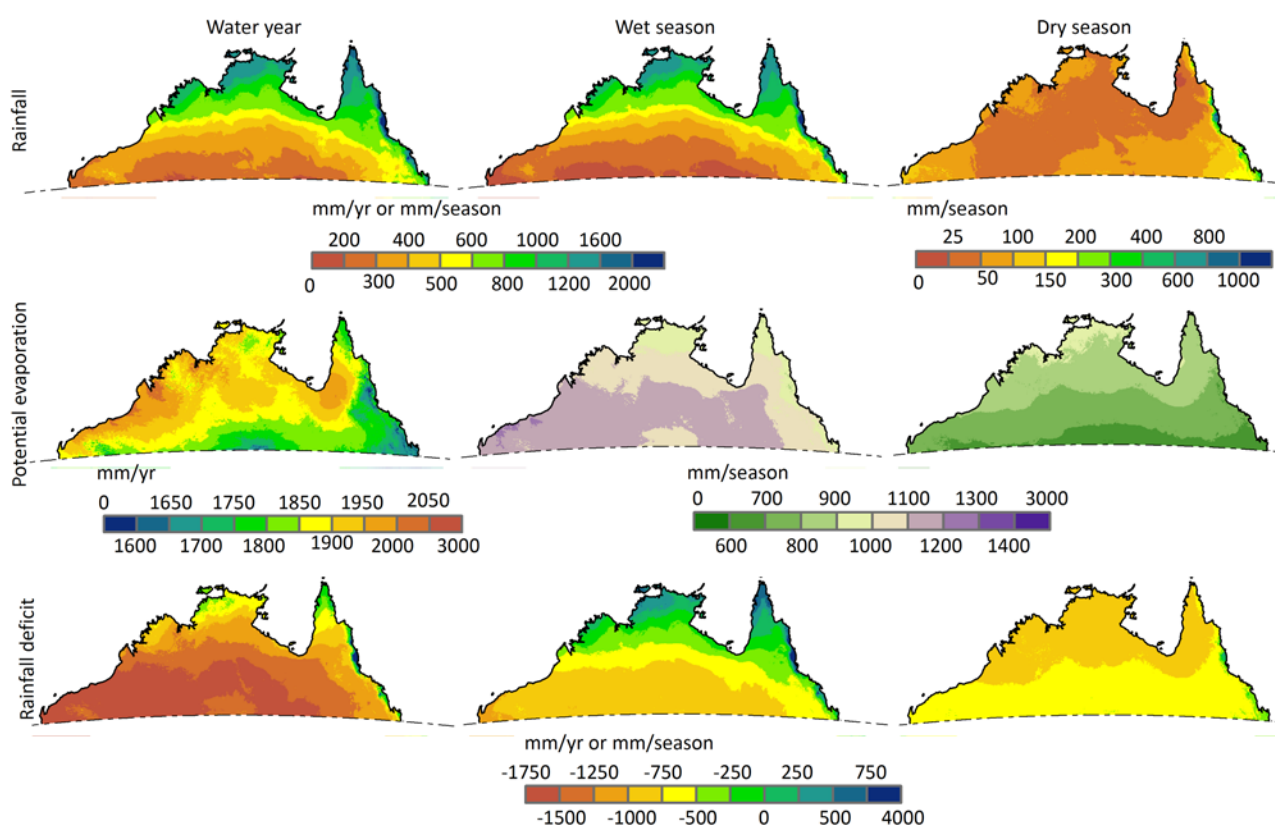 Water year
Wet season
Dry season
Rainfall
mm/yr or mm/season
200 400 600 1000 1600
0 300 500 800 1200 2000
mm/season
25 100 200 400 800
0 50 150 300 600 1000
Potential evaporation
mm/yr
0 1650 1750 1850 1950 2050
1600 1700 1800 1900 2000 3000
mm/season
0 700 900 1100 1300 3000
600 800 1000 1200 1400
Rainfall deficit
mm/yr or mm/season
-1750 -1250 -750 -250 250 750
-1500 -1000 -500 0 500 4000